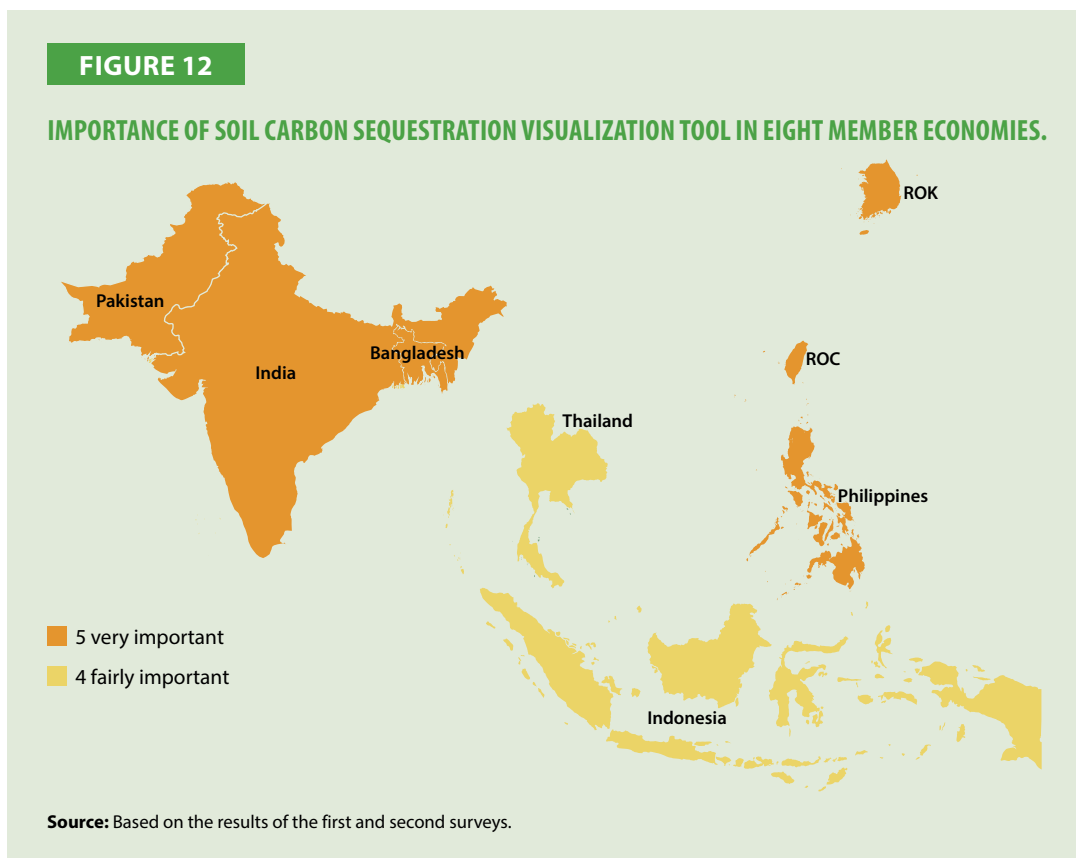 FIGURE 12
IMPORTANCE OF SOIL CARBON SEQUESTRATION VISUALIZATION TOOL IN EIGHT MEMBER ECONOMIES.
ROK
Pakistan
Bangladesh
India
ROC
Thailand
Philippines
5 very important
4 fairly important
Indonesia
Source: Based on the results of the first and second surveys.